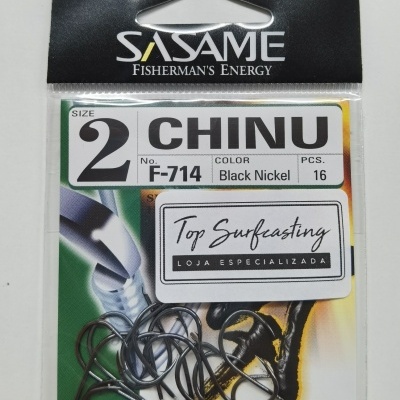 SASAME
FISHERMAN'S ENERGY
SIZE
2
CHINU
No. F-714
COLOR Black Nickel
PCS. 16
Top Surfcasting
LOJA ESPECIALIZADA